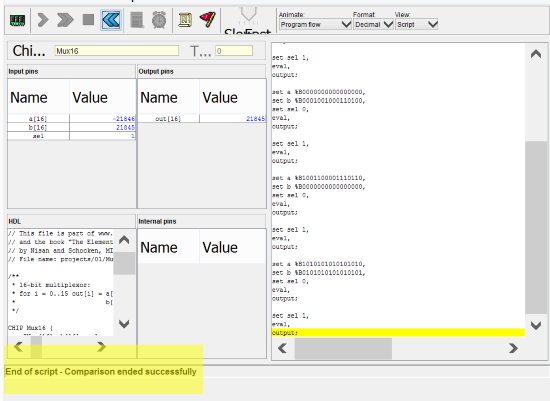 Animate:
Format
View:
Program flow
Decimal
Script
Chi...
Mux16
T...
0
Input pins
Name
Value
a[16]
-21846
b[16]
21845
sel
1
Output pins
Name
Value
out[16]
21845
HDL
// This file is part of www.
// and the book "The Element
// by Nisan and Schocken, MI
// File name: projects/01/Mu
/**
* 16-bit multiplexor:
* for i = 0..15 out[i] = a[
* b[
*/
CHIP Mux16 {
Internal pins
Name
Value
set sel 1,
eval,
output;
set a %B0000000000000000,
set b %B0001001000110100,
set sel 0,
eval,
output;
set sel 1,
eval,
output;
set a %B1001100001110110,
set b %B0000000000000000,
set sel 0,
eval,
output;
set sel 1,
eval,
output;
set a %B1010101010101010,
set b %B0101010101010101,
set sel 0,
eval,
output;
set sel 1,
eval,
output;
End of script - Comparison ended successfully